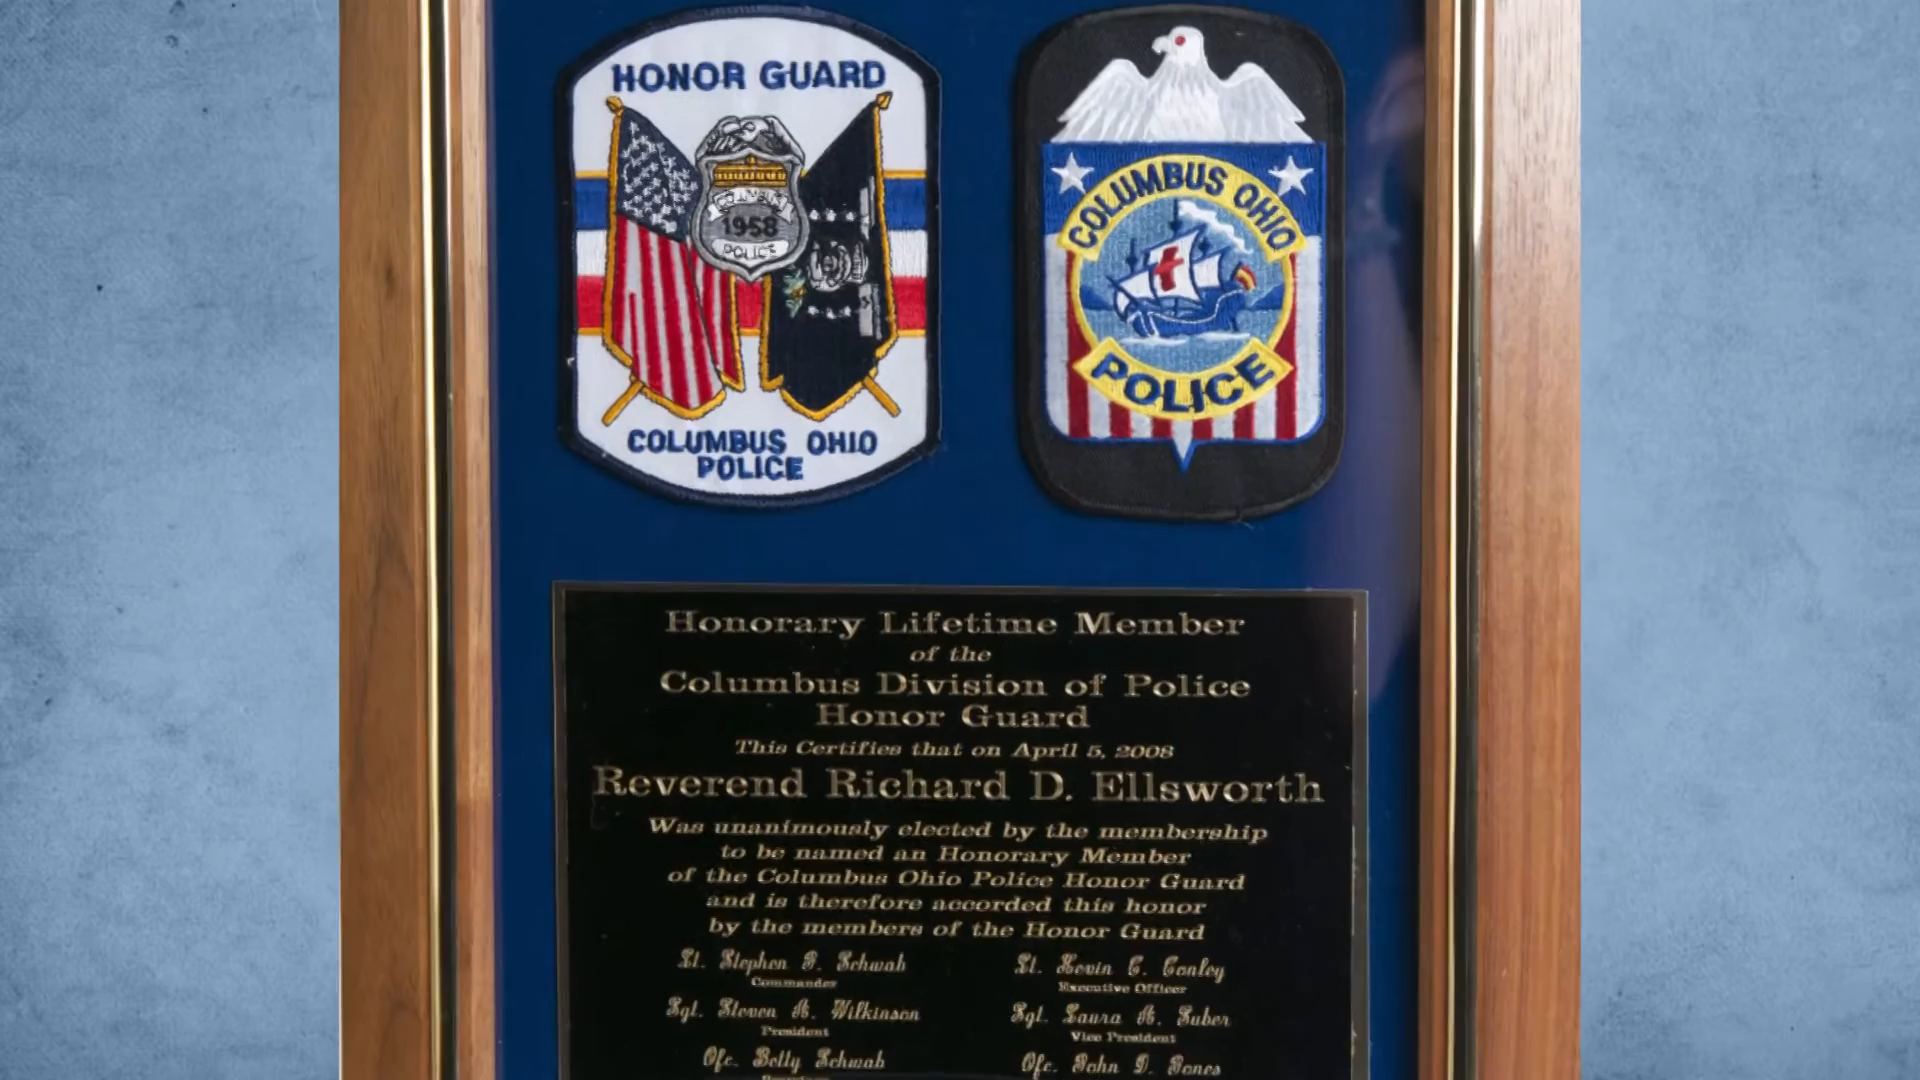 HONOR GUARD
COLUMBUS
1958
POLICE
COLUMBUS OHIO
POLICE
COLUMBUS OHIO
POLICE
Honorary Lifetime Member
of the
Columbus Division of Police
Honor Guard
This Certifies that on April 5, 2008
Reverend Richard D. Ellsworth
Was unanimously elected by the membership
to be named an Honorary Member
of the Columbus Ohio Police Honor Guard
and is therefore accorded this honor
by the members of the Honor Guard
Lt. Stephen Schwab
Commander
Lt. Kevin C. Conley
Executive Officer
Sgt. Steven A. Wilkinson
President
Sgt. Laura A. Suber
Vice President
Ofc. Betty Schwab
Ofc. John D. Jones